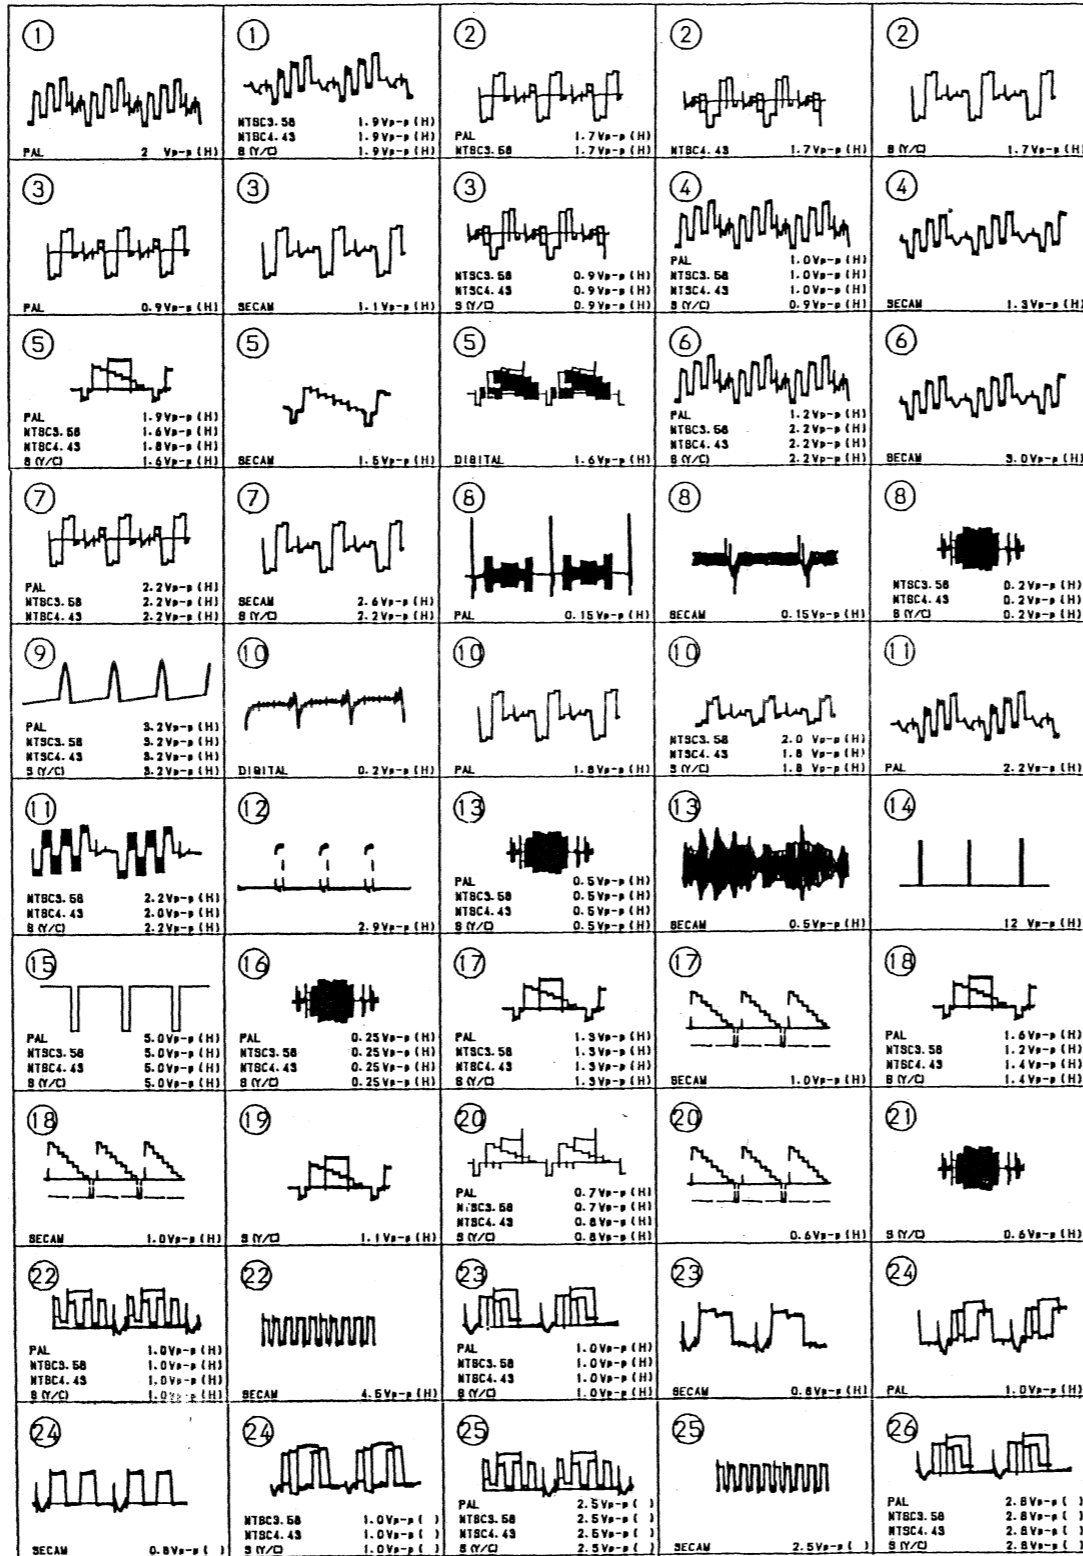 ①
PAL 2 Vp-p (H)
①
NTSC3.58 1.9Vp-p (H)
NTSC4.43 1.9Vp-p (H)
S (Y/C) 1.9Vp-p (H)
②
PAL 1.7Vp-p (H)
NTSC3.58 1.7Vp-p (H)
②
NTSC4.43 1.7Vp-p (H)
②
S (Y/C) 1.7Vp-p (H)
③
PAL 0.9Vp-p (H)
③
SECAM 1.1Vp-p (H)
③
NTSC3.58 0.9Vp-p (H)
NTSC4.43 0.9Vp-p (H)
S (Y/C) 0.9Vp-p (H)
④
PAL 1.0Vp-p (H)
NTSC3.58 1.0Vp-p (H)
NTSC4.43 1.0Vp-p (H)
S (Y/C) 0.9Vp-p (H)
④
SECAM 1.3Vp-p (H)
⑤
PAL 1.9Vp-p (H)
NTSC3.58 1.6Vp-p (H)
NTSC4.43 1.8Vp-p (H)
S (Y/C) 1.6Vp-p (H)
⑤
SECAM 1.5Vp-p (H)
⑤
DIGITAL 1.6Vp-p (H)
⑥
PAL 1.2Vp-p (H)
NTSC3.58 2.2Vp-p (H)
NTSC4.43 2.2Vp-p (H)
S (Y/C) 2.2Vp-p (H)
⑥
SECAM 3.0Vp-p (H)
⑦
PAL 2.2Vp-p (H)
NTSC3.58 2.2Vp-p (H)
NTSC4.43 2.2Vp-p (H)
⑦
SECAM 2.6Vp-p (H)
S (Y/C) 2.2Vp-p (H)
⑧
PAL 0.15Vp-p (H)
⑧
SECAM 0.15Vp-p (H)
⑧
NTSC3.58 0.2Vp-p (H)
NTSC4.43 0.2Vp-p (H)
S (Y/C) 0.2Vp-p (H)
⑨
PAL 3.2Vp-p (H)
NTSC3.58 3.2Vp-p (H)
NTSC4.43 3.2Vp-p (H)
S (Y/C) 3.2Vp-p (H)
⑩
DIGITAL 0.2Vp-p (H)
⑩
PAL 1.8Vp-p (H)
⑩
NTSC3.58 2.0 Vp-p (H)
NTSC4.43 1.8 Vp-p (H)
S (Y/C) 1.8 Vp-p (H)
⑪
PAL 2.2Vp-p (H)
⑪
NTSC3.58 2.2Vp-p (H)
NTSC4.43 2.0Vp-p (H)
S (Y/C) 2.2Vp-p (H)
⑫
2.9Vp-p (H)
⑬
PAL 0.5Vp-p (H)
NTSC3.58 0.5Vp-p (H)
NTSC4.43 0.5Vp-p (H)
S (Y/C) 0.5Vp-p (H)
⑬
SECAM 0.5Vp-p (H)
⑭
12 Vp-p (H)
⑮
PAL 5.0Vp-p (H)
NTSC3.58 5.0Vp-p (H)
NTSC4.43 5.0Vp-p (H)
S (Y/C) 5.0Vp-p (H)
⑯
PAL 0.25Vp-p (H)
NTSC3.58 0.25Vp-p (H)
NTSC4.43 0.25Vp-p (H)
S (Y/C) 0.25Vp-p (H)
⑰
PAL 1.3Vp-p (H)
NTSC3.58 1.3Vp-p (H)
NTSC4.43 1.3Vp-p (H)
S (Y/C) 1.3Vp-p (H)
⑰
SECAM 1.0Vp-p (H)
⑱
PAL 1.6Vp-p (H)
NTSC3.58 1.2Vp-p (H)
NTSC4.43 1.4Vp-p (H)
S (Y/C) 1.4Vp-p (H)
⑱
SECAM 1.0Vp-p (H)
⑲
S (Y/C) 1.1Vp-p (H)
⑳
PAL 0.7Vp-p (H)
NTSC3.58 0.7Vp-p (H)
NTSC4.43 0.8Vp-p (H)
S (Y/C) 0.8Vp-p (H)
⑳
0.6Vp-p (H)
㉑
S (Y/C) 0.6Vp-p (H)
㉒
PAL 1.0Vp-p (H)
NTSC3.58 1.0Vp-p (H)
NTSC4.43 1.0Vp-p (H)
S (Y/C) 1.0Vp-p (H)
㉒
SECAM 4.5Vp-p (H)
㉓
PAL 1.0Vp-p (H)
NTSC3.58 1.0Vp-p (H)
NTSC4.43 1.0Vp-p (H)
S (Y/C) 1.0Vp-p (H)
㉓
SECAM 0.8Vp-p (H)
㉔
PAL 1.0Vp-p (H)
㉔
SECAM 0.8Vp-p ( )
㉔
NTSC3.58 1.0Vp-p ( )
NTSC4.43 1.0Vp-p ( )
S (Y/C) 1.0Vp-p ( )
㉕
PAL 2.5Vp-p ( )
NTSC3.58 2.5Vp-p ( )
NTSC4.43 2.5Vp-p ( )
S (Y/C) 2.5Vp-p ( )
㉕
SECAM 2.5Vp-p ( )
㉖
PAL 2.8Vp-p ( )
NTSC3.58 2.8Vp-p ( )
NTSC4.43 2.8Vp-p ( )
S (Y/C) 2.8Vp-p ( )